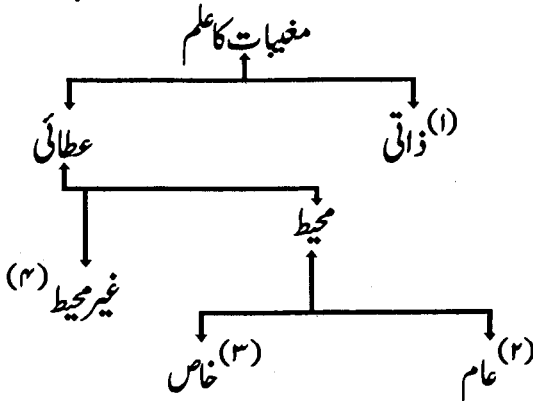 مغیبات کا علم
(۱) ذاتی
عطائی
محیط
غیر محیط (۴)
(۲) عام
(۳) خاص